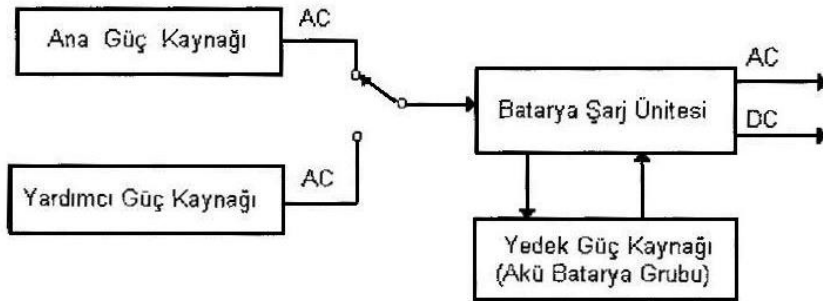 Ana Güç Kaynağı
AC
Yardımcı Güç Kaynağı
AC
Batarya Şarj Ünitesi
AC
DC
Yedek Güç Kaynağı
(Akü Batarya Grubu)